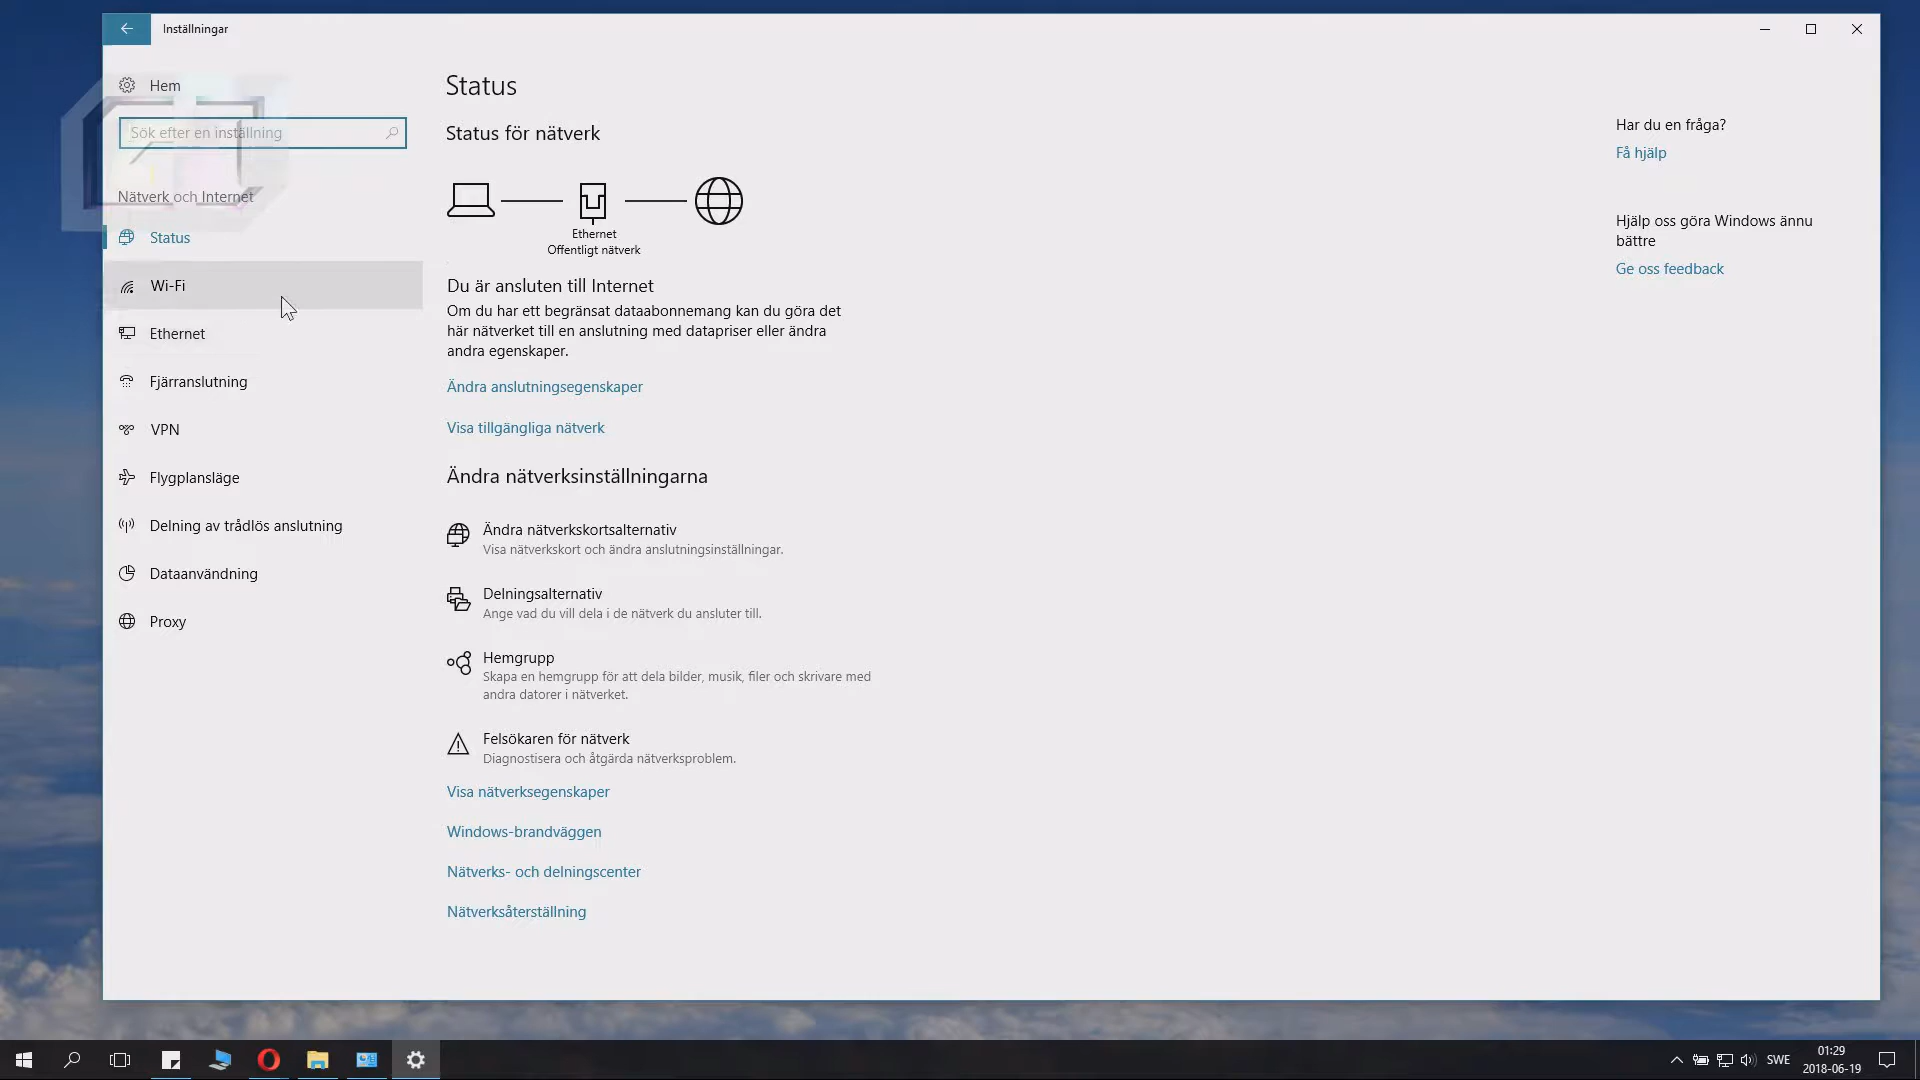 Inställningar
Hem
Sök efter en inställning
Nätverk och Internet
Status
Wi-Fi
Ethernet
Fjärranslutning
VPN
Flygplansläge
Delning av trådlös anslutning
Dataanvändning
Proxy
Status
Status för nätverk
Ethernet
Offentligt nätverk
Du är ansluten till Internet
Om du har ett begränsat dataabonnemang kan du göra det
här nätverket till en anslutning med datapriser eller ändra
andra egenskaper.
Ändra anslutningsegenskaper
Visa tillgängliga nätverk
Ändra nätverksinställningarna
Ändra nätverkskortsalternativ
Visa nätverkskort och ändra anslutningsinställningar.
Delningsalternativ
Ange vad du vill dela i de nätverk du ansluter till.
Hemgrupp
Skapa en hemgrupp för att dela bilder, musik, filer och skrivare med
andra datorer i nätverket.
Felsökaren för nätverk
Diagnostisera och åtgärda nätverksproblem.
Visa nätverksegenskaper
Windows-brandväggen
Nätverks- och delningscenter
Nätverksåterställning
Har du en fråga?
Få hjälp
Hjälp oss göra Windows ännu
bättre
Ge oss feedback
SWE
01:29
2018-06-19